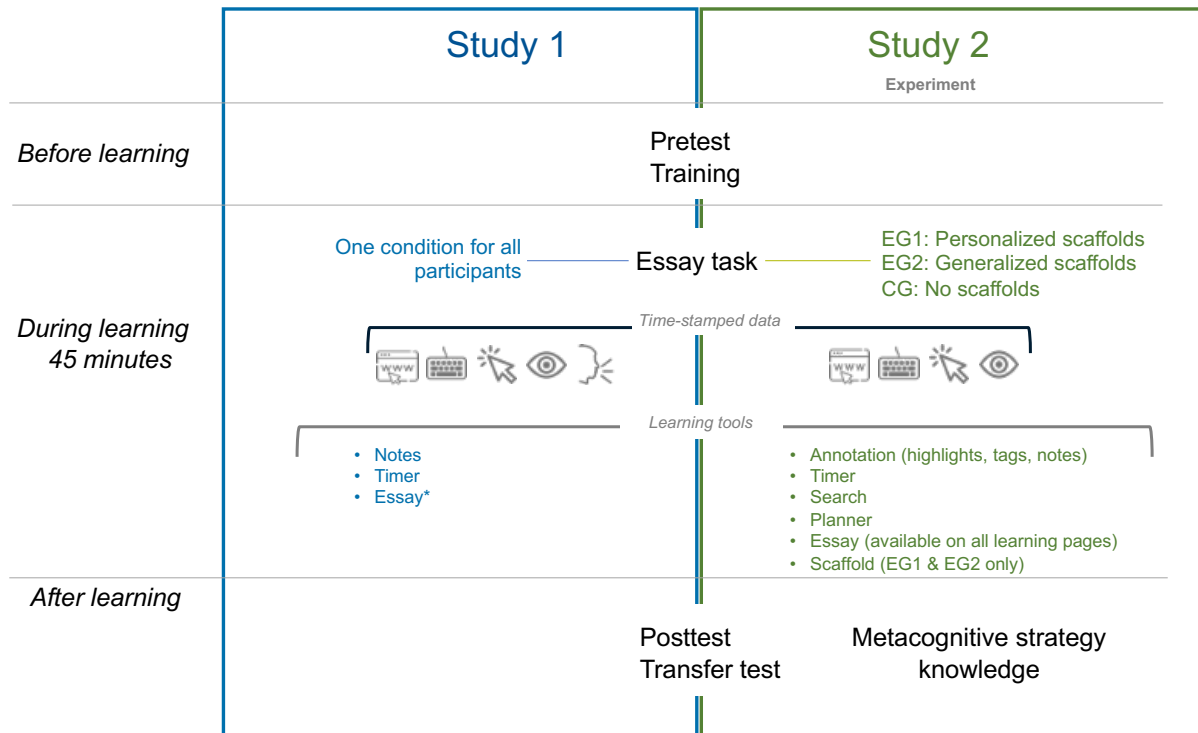 Study 1
Study 2
Experiment
Before learning
Pretest
Training
One condition for all
participants
Essay task
EG1: Personalized scaffolds
EG2: Generalized scaffolds
CG: No scaffolds
During learning
45 minutes
Time-stamped data
www
www
Learning tools
• Notes
• Timer
• Essay*
• Annotation (highlights, tags, notes)
• Timer
• Search
• Planner
• Essay (available on all learning pages)
• Scaffold (EG1 & EG2 only)
After learning
Posttest
Transfer test
Metacognitive strategy
knowledge